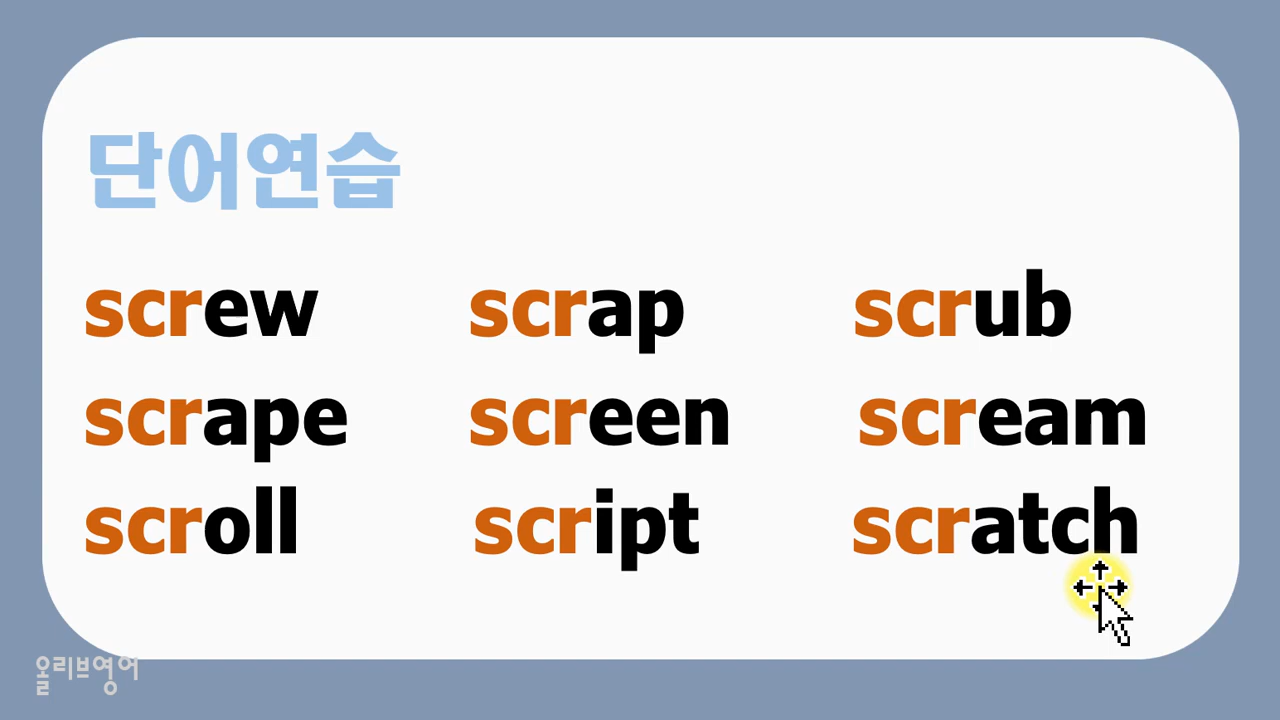 단어연습
screw scrap scrub
scrape screen scream
scroll script scratch
올리브영어